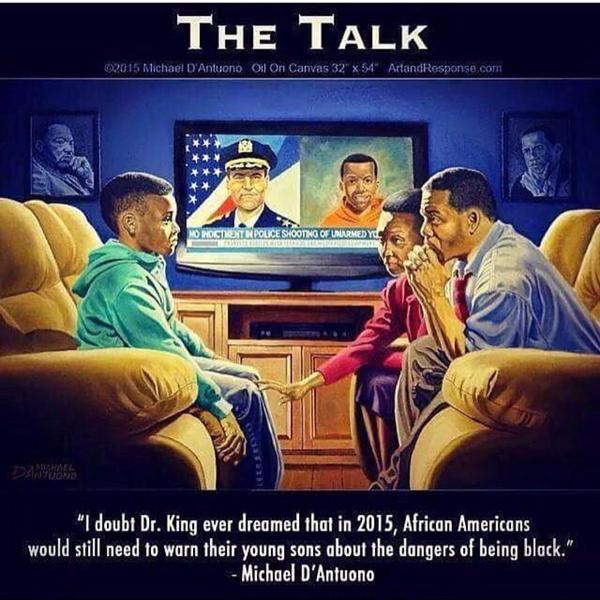 THE TALK
©2015 Michael D'Antuono Oil On Canvas 32" x 54" ArtandResponse.com
NO INDICTMENT IN POLICE SHOOTING OF UNARMED YO
MICHAEL
D'ANTUONO
"I doubt Dr. King ever dreamed that in 2015, African Americans
would still need to warn their young sons about the dangers of being black."
- Michael D'Antuono